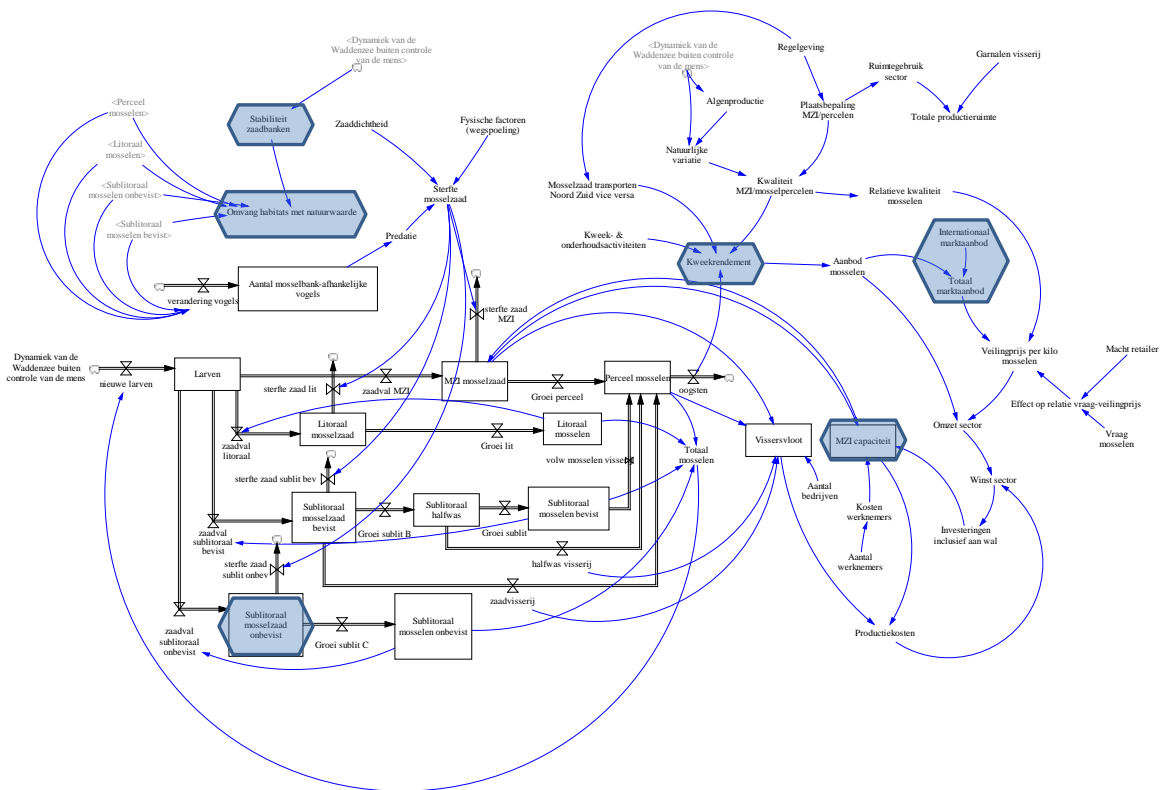 <Dynamiek van de
Waddenzee buiten controle
van de mens>
<Dynamiek van de
Waddenzee buiten controle
van de mens>
Regelgeving
Ruimtegebruik
sector
Garnalen visserij
<Perceel
mosselen>
Stabiliteit
zaadbanken
Zaaddichtheid
Fysische factoren
(wegspoeling)
Algenproductie
Plaatsbepaling
MZI/percelen
Totale productieruimte
<Litoraal
mosselen>
Natuurlijke
variatie
<Sublitoraal
mosselen onbevist>
Sterfte
mosselzaad
Mosselzaad transporten
Noord Zuid vice versa
Kwaliteit
MZI/mosselpercelen
Relatieve kwaliteit
mosselen
Omvang habitats met natuurwaarde
<Sublitoraal
mosselen bevist>
Predatie
Kweek- &
onderhoudsactiviteiten
Internationaal
marktaanbod
Kweekrendement
Aanbod
mosselen
Totaal
marktaanbod
Aantal mosselbank-afhankelijke
vogels
verandering vogels
sterfte zaad
MZI
Dynamiek van de
Waddenzee buiten
controle van de mens
nieuwe larven
Larven
sterfte zaad lit
zaadval MZI
MZI mosselzaad
Groei perceel
Perceel mosselen
oogsten
Veilingprijs per kilo
mosselen
Macht retailer
Effect op relatie vraag-veilingprijs
Vraag
mosselen
zaadval
litoraal
Litoraal
mosselzaad
Groei lit
Litoraal
mosselen
Totaal
mosselen
Vissersvloot
MZI capaciteit
Omzet sector
sterfte zaad sublit bev
volw mosselen visserij
Aantal
bedrijven
Winst sector
zaadval
sublitoraal
bevist
Sublitoraal
mosselzaad
bevist
Groei sublit B
Sublitoraal
halfwas
Groei sublit
Sublitoraal
mosselen bevist
Kosten
werknemers
Investeringen
inclusief aan wal
sterfte zaad
sublit onbev
halfwas visserij
Aantal
werknemers
zaadvisserij
zaadval
sublitoraal
onbevist
Sublitoraal
mosselzaad
onbevist
Groei sublit C
Sublitoraal
mosselen onbevist
Productiekosten